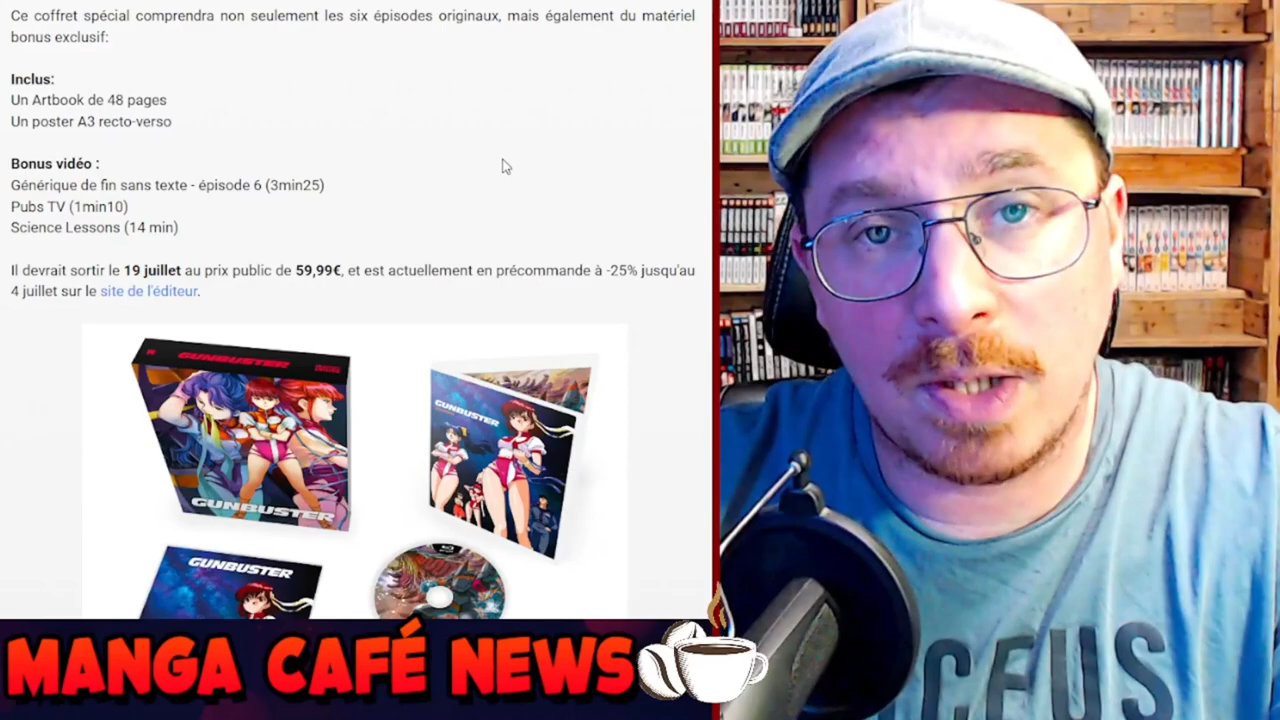 Ce coffret spécial comprendra non seulement les six épisodes originaux, mais également du matériel
bonus exclusif:
Inclus:
Un Artbook de 48 pages
Un poster A3 recto-verso
Bonus vidéo :
Générique de fin sans texte - épisode 6 (3min25)
Pubs TV (1min10)
Science Lessons (14 min)
Il devrait sortir le 19 juillet au prix public de 59,99€, et est actuellement en précommande à -25% jusqu'au
4 juillet sur le site de l'éditeur.
GUNBUSTER
GUNBUSTER
GUNBUSTER
GUNBUSTER
MANGA CAFÉ NEWS
CEUS